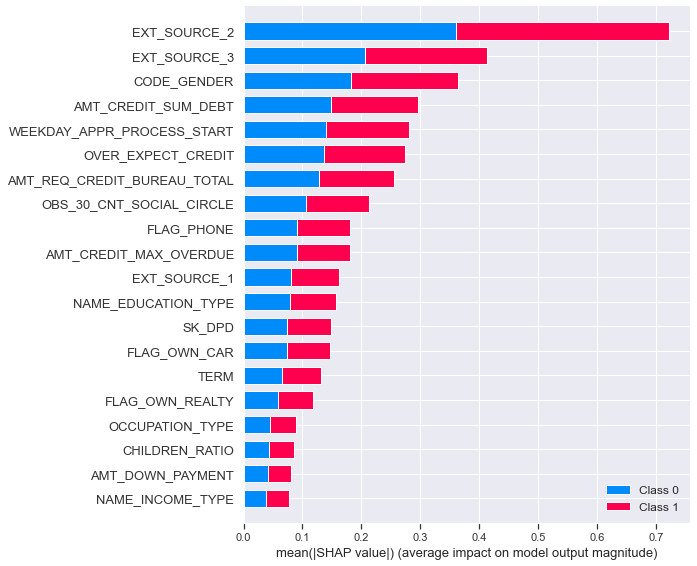 EXT_SOURCE_2
EXT_SOURCE_3
CODE_GENDER
AMT_CREDIT_SUM_DEBT
WEEKDAY_APPR_PROCESS_START
OVER_EXPECT_CREDIT
AMT_REQ_CREDIT_BUREAU_TOTAL
OBS_30_CNT_SOCIAL_CIRCLE
FLAG_PHONE
AMT_CREDIT_MAX_OVERDUE
EXT_SOURCE_1
NAME_EDUCATION_TYPE
SK_DPD
FLAG_OWN_CAR
TERM
FLAG_OWN_REALTY
OCCUPATION_TYPE
CHILDREN_RATIO
AMT_DOWN_PAYMENT
NAME_INCOME_TYPE
Class 0
Class 1
0.0 0.1 0.2 0.3 0.4 0.5 0.6 0.7
mean(|SHAP value|) (average impact on model output magnitude)